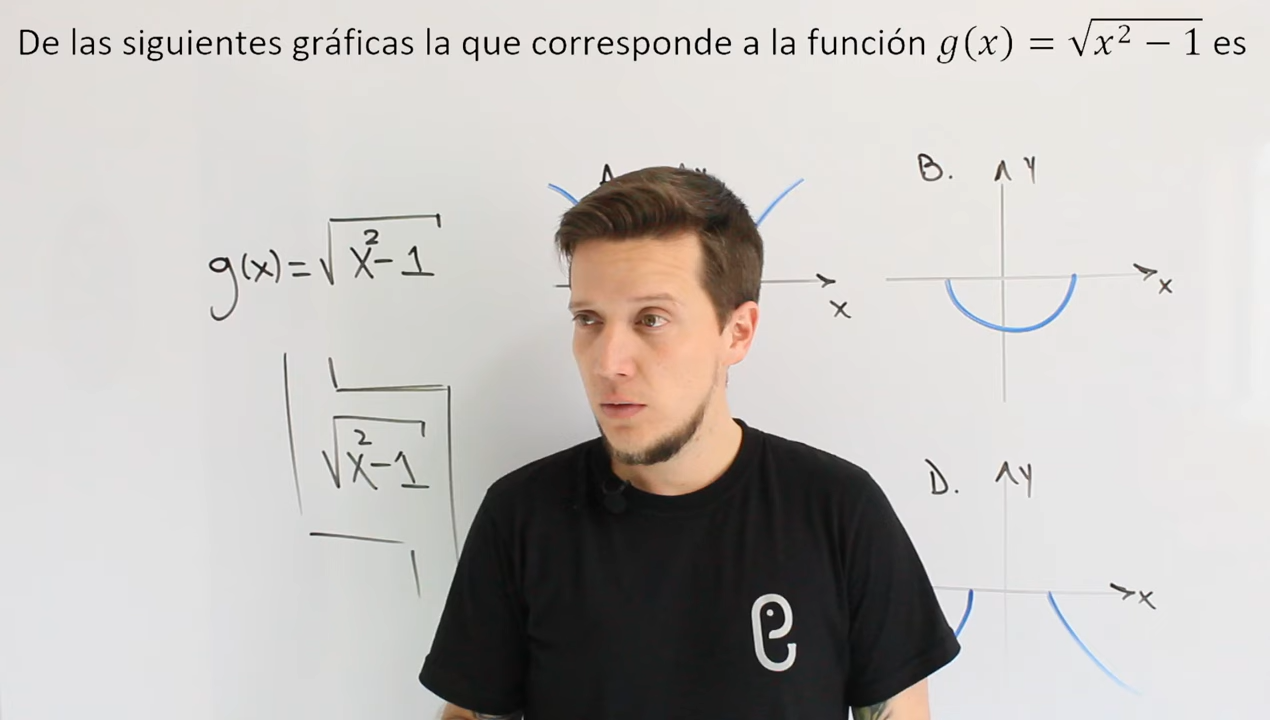 De las siguientes gráficas la que corresponde a la función g(x) = √(x² − 1) es
B. y
g(x) = √(x² − 1)
x
x
√(x² − 1)
D. y
x